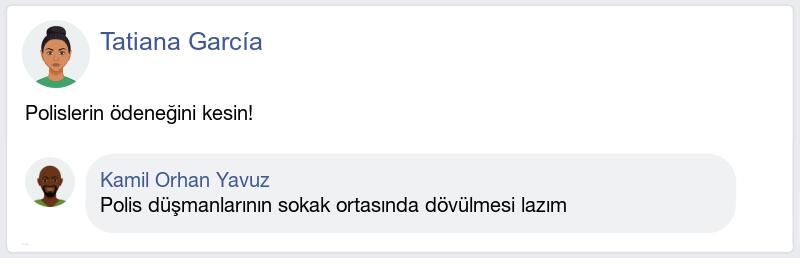 Tatiana García
Polislerin ödeneğini kesin!
Kamil Orhan Yavuz
Polis düşmanlarının sokak ortasında dövülmesi lazım